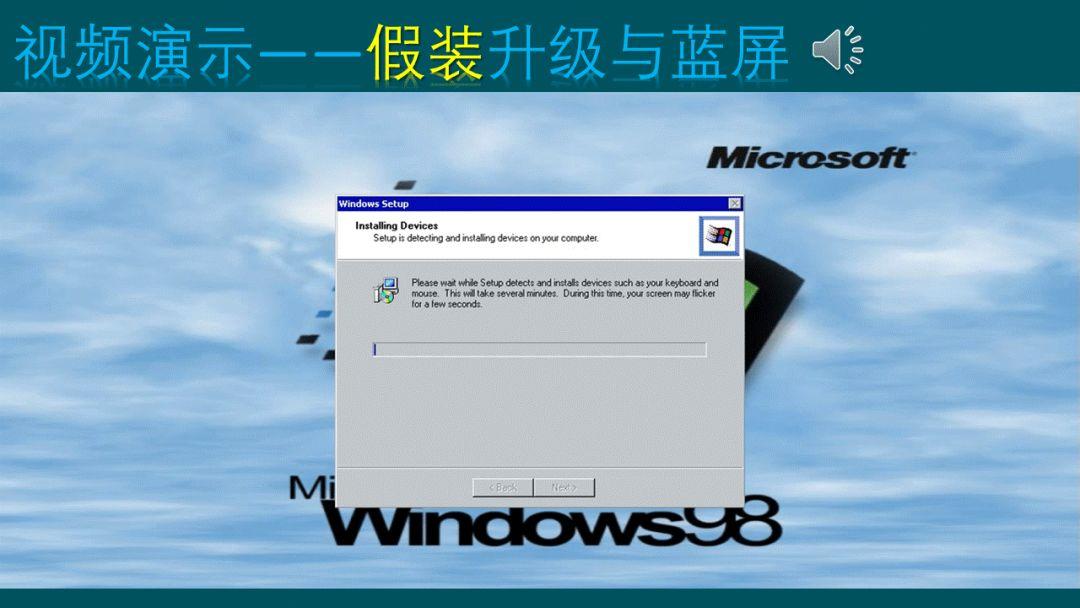 视频演示——假装升级与蓝屏
Microsoft
Windows Setup
Installing Devices
Setup is detecting and installing devices on your computer.
Please wait while Setup detects and installs devices such as your keyboard and
mouse. This will take several minutes. During this time, your screen may flicker
for a few seconds.
< Back
Next >
Mi
Windows98